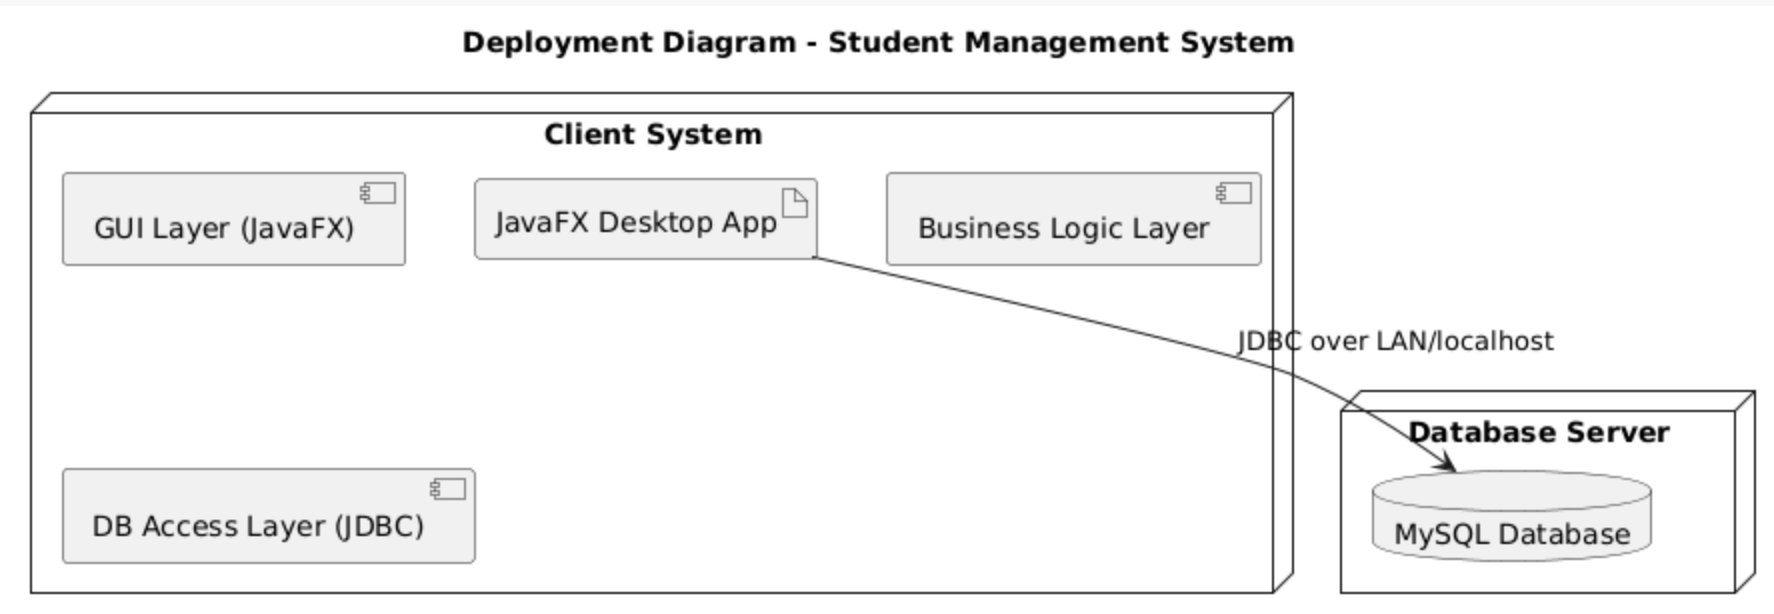 Deployment Diagram - Student Management System
Client System
GUI Layer (JavaFX)
JavaFX Desktop App
Business Logic Layer
JDBC over LAN/localhost
Database Server
DB Access Layer (JDBC)
MySQL Database